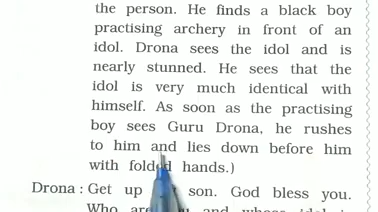 the person. He finds a black boy
practising archery in front of an
idol. Drona sees the idol and is
nearly stunned. He sees that the
idol is very much identical with
himself. As soon as the practising
boy sees Guru Drona, he rushes
to him and lies down before him
with folded hands.)
Drona : Get up son. God bless you.
Who and whose idol is